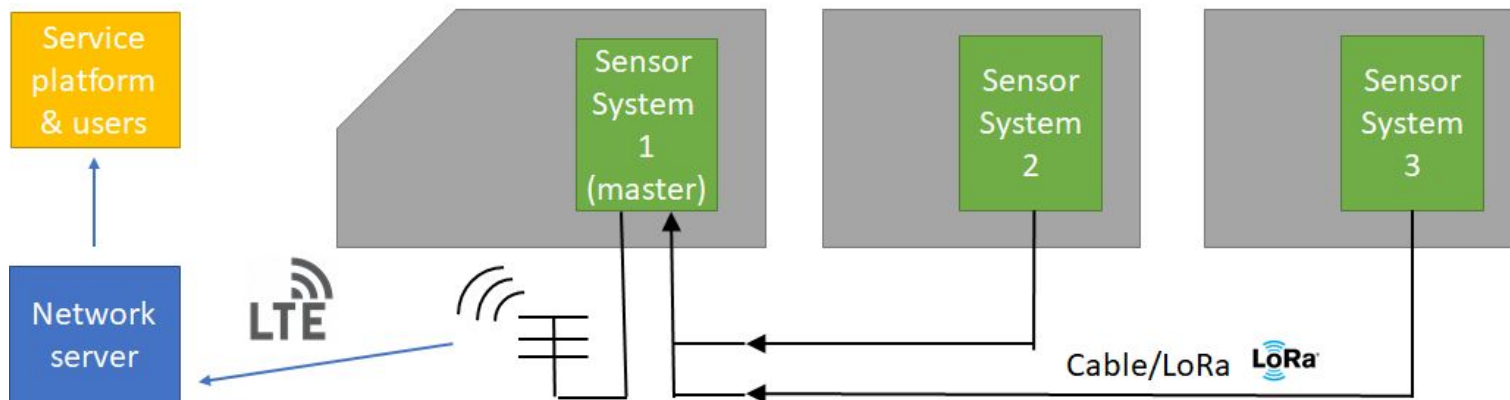 Service
platform
& users
Sensor
System
1
(master)
Sensor
System
2
Sensor
System
3
Network
server
LTE
Cable/LoRa
LoRa